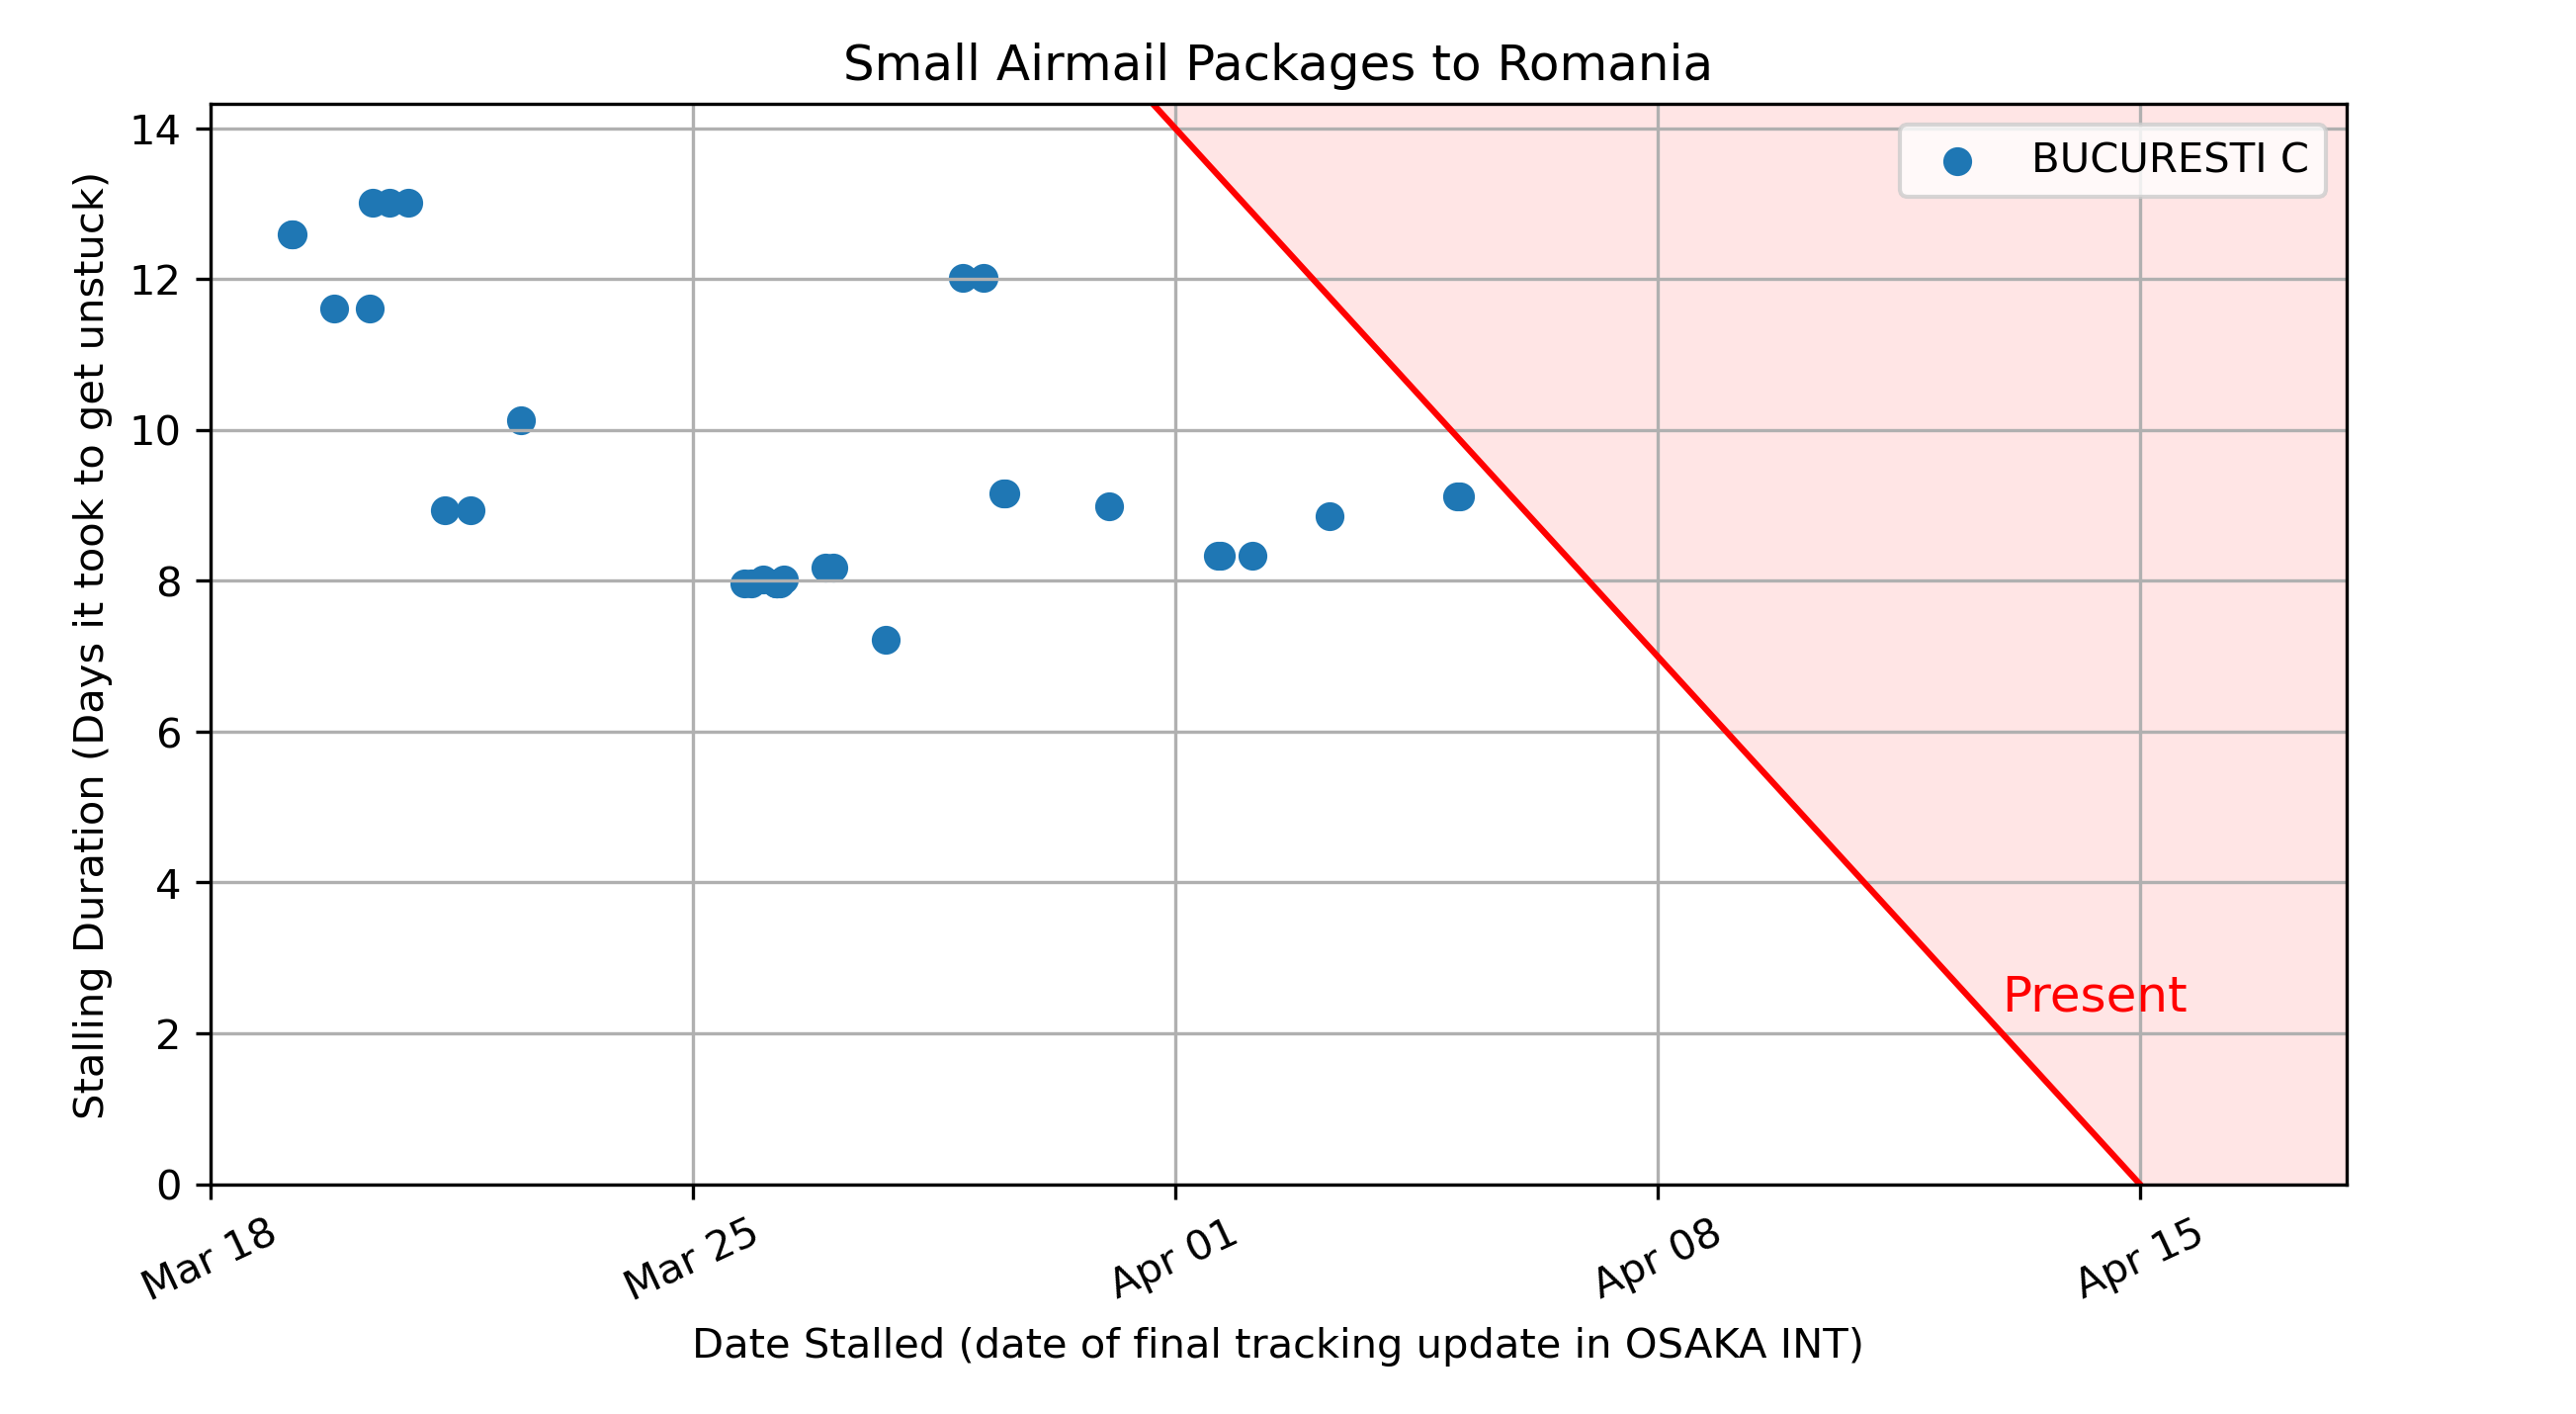 Small Airmail Packages to Romania
BUCURESTI C
Stalling Duration (Days it took to get unstuck)
14
12
10
8
6
4
2
0
Present
Mar 18
Mar 25
Apr 01
Apr 08
Apr 15
Date Stalled (date of final tracking update in OSAKA INT)